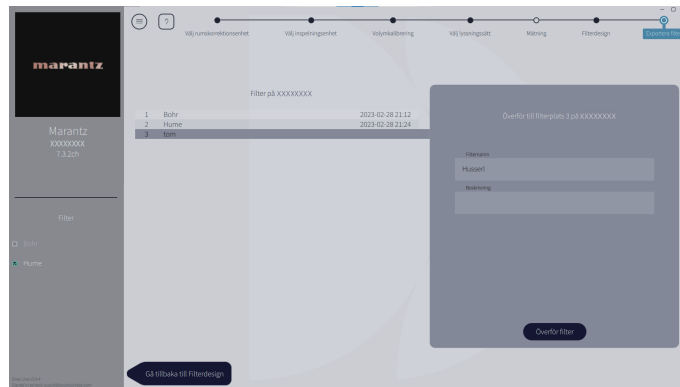 ?
Välj rumskorrektionsenhet
Välj inspelningsenhet
Volymkalibrering
Välj lyssningssätt
Mätning
Filterdesign
Exportera filter
marantz
Marantz
XXXXXXXX
7.3.2ch
Filter
Bohr
Hume
Filter på XXXXXXXX
1 Bohr 2023-02-28 21:12
2 Hume 2023-02-28 21:24
3 tom
Överför till filterplats 3 på XXXXXXXX
Filternamn
Husserl
Beskrivning
Överför filter
Gå tillbaka till Filterdesign